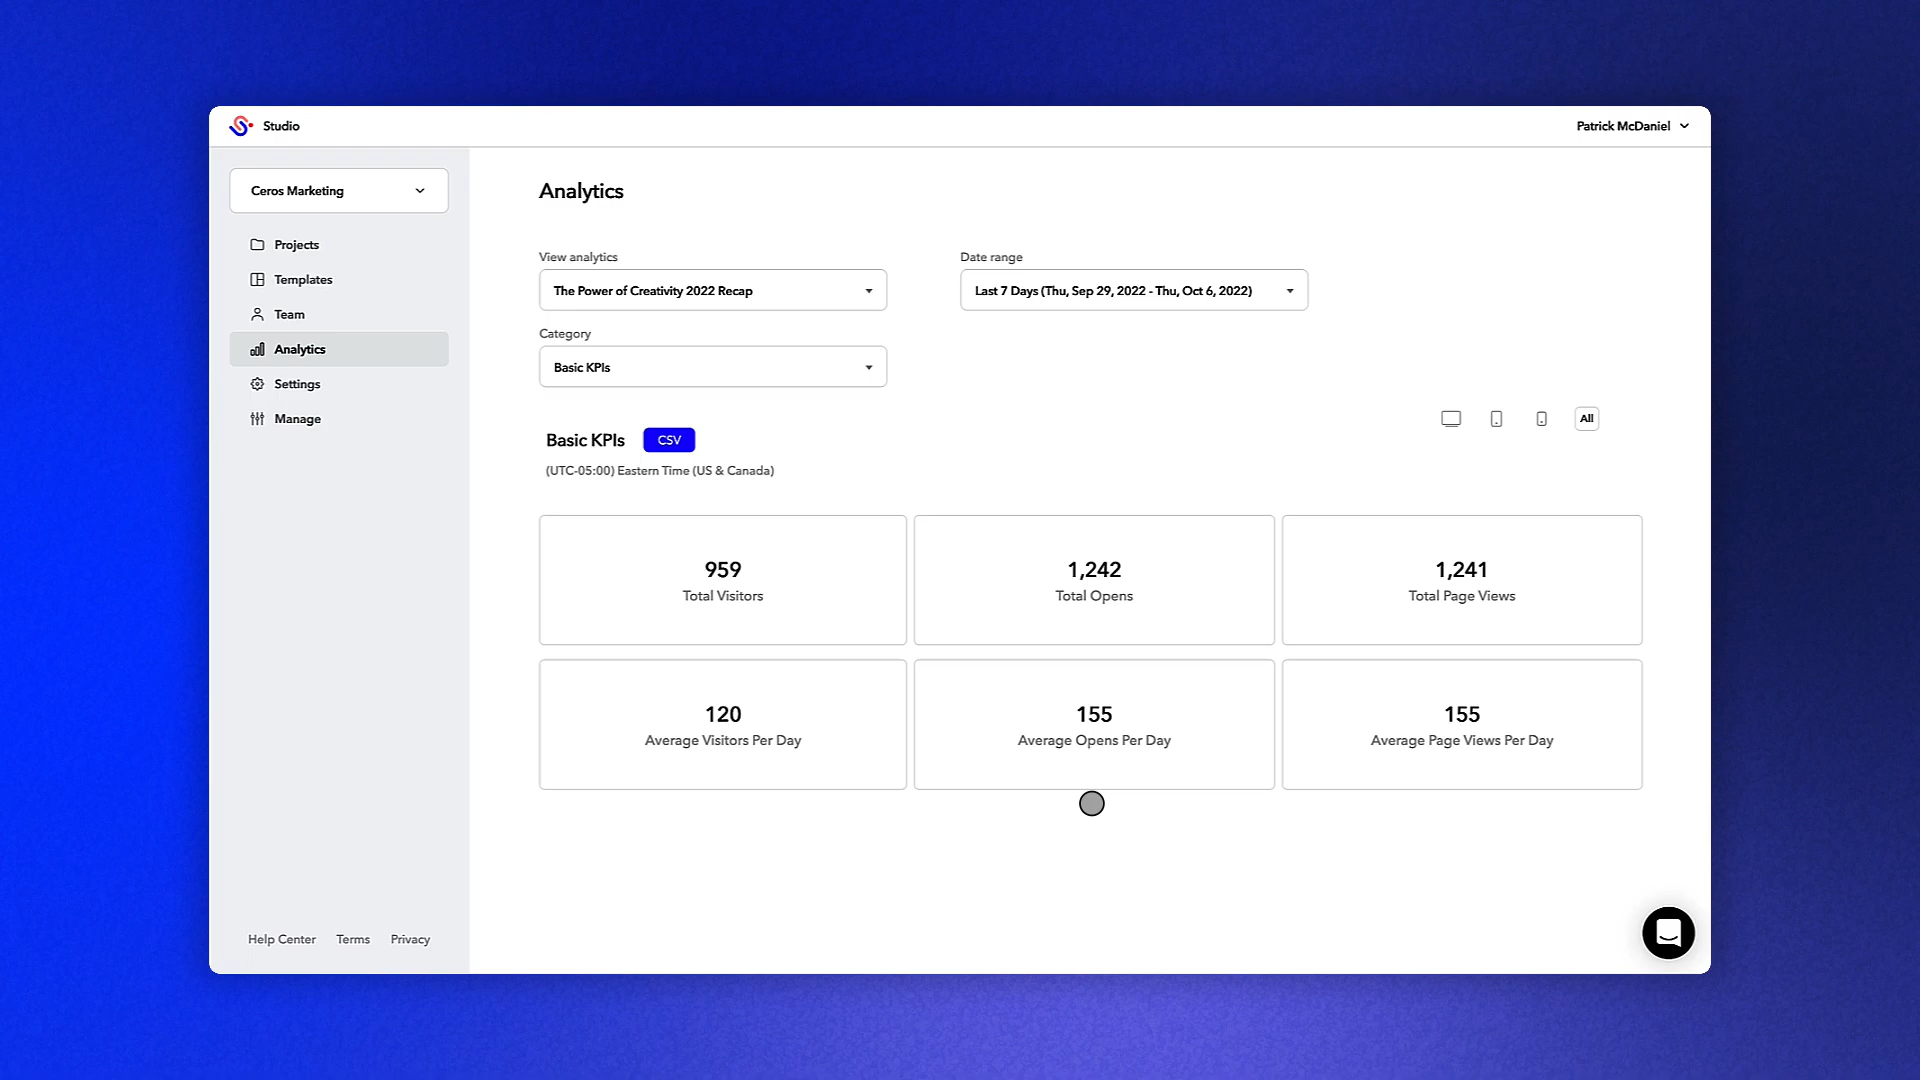 Studio
Patrick McDaniel
Ceros Marketing
Projects
Templates
Team
Analytics
Settings
Manage
Help Center
Terms
Privacy
Analytics
View analytics
The Power of Creativity 2022 Recap
Date range
Last 7 Days (Thu, Sep 29, 2022 - Thu, Oct 6, 2022)
Category
Basic KPIs
All
Basic KPIs
CSV
(UTC-05:00) Eastern Time (US & Canada)
959
Total Visitors
1,242
Total Opens
1,241
Total Page Views
120
Average Visitors Per Day
155
Average Opens Per Day
155
Average Page Views Per Day